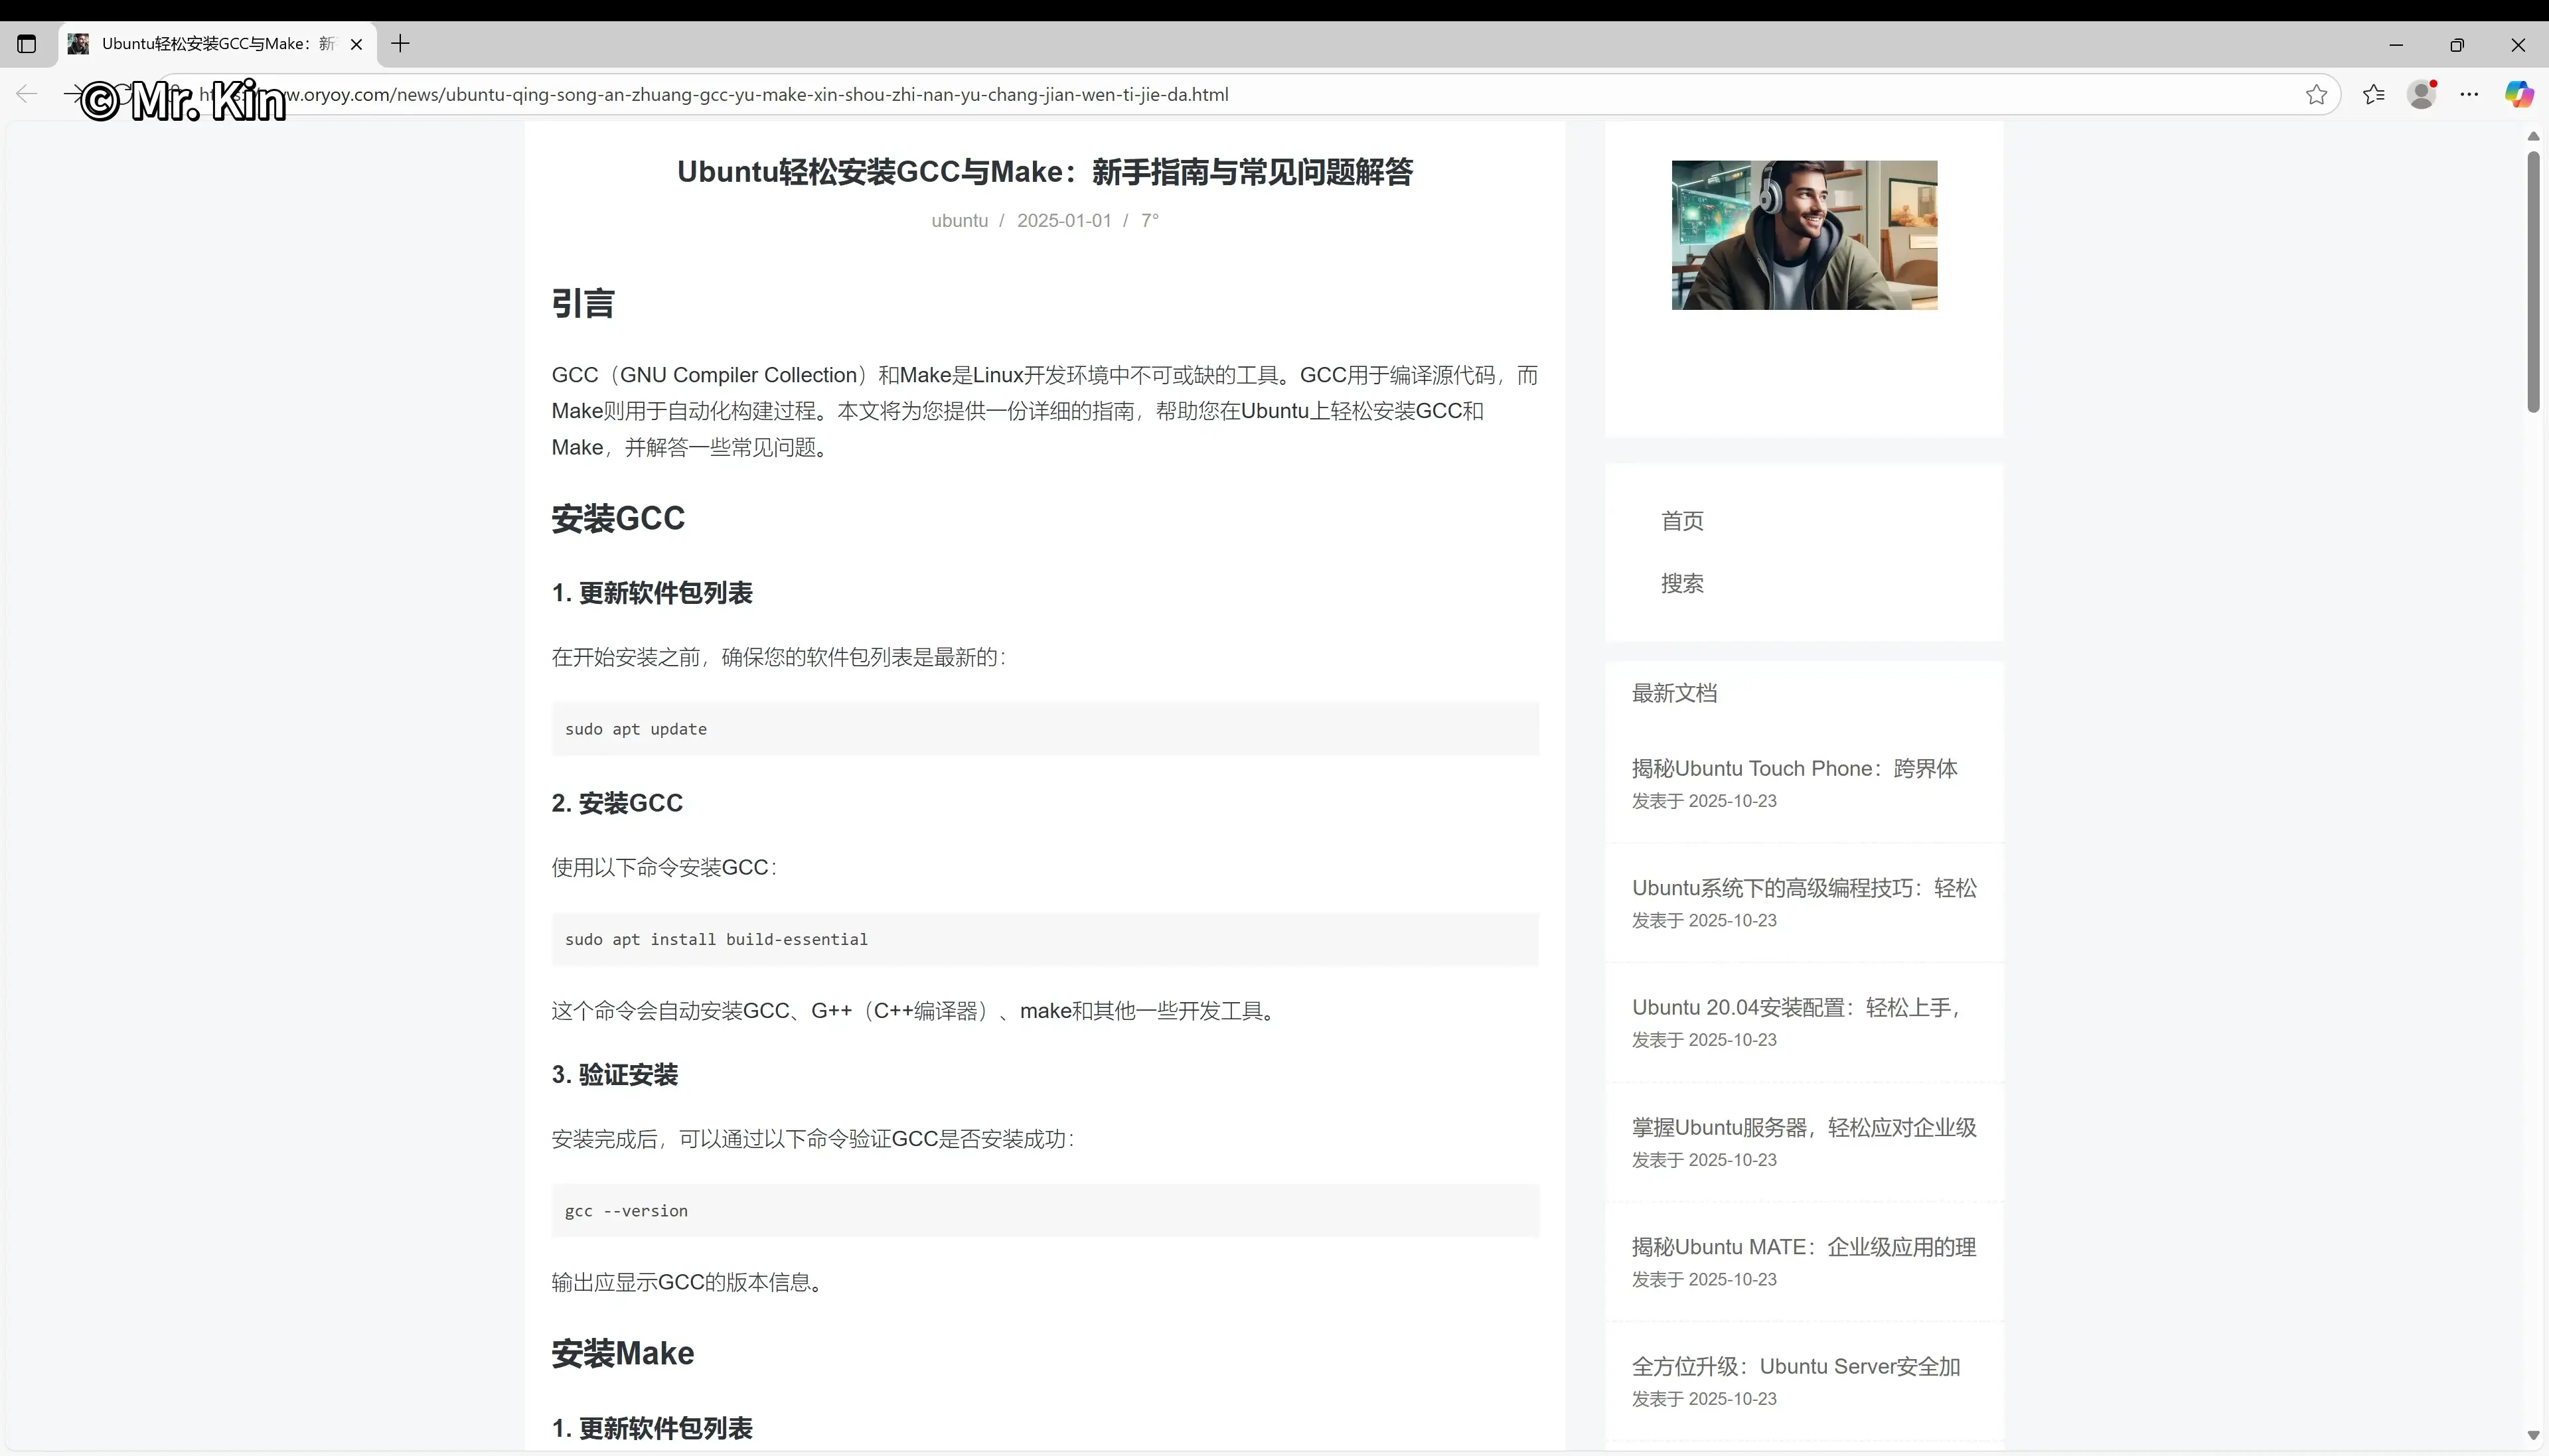 Ubuntu轻松安装GCC与Make：新
©Mr. Kin
w.oryoy.com/news/ubuntu-qing-song-an-zhuang-gcc-yu-make-xin-shou-zhi-nan-yu-chang-jian-wen-ti-jie-da.html
Ubuntu轻松安装GCC与Make：新手指南与常见问题解答
ubuntu / 2025-01-01 / 7°
引言
GCC（GNU Compiler Collection）和Make是Linux开发环境中不可或缺的工具。GCC用于编译源代码，而
Make则用于自动化构建过程。本文将为您提供一份详细的指南，帮助您在Ubuntu上轻松安装GCC和
Make，并解答一些常见问题。
安装GCC
1. 更新软件包列表
在开始安装之前，确保您的软件包列表是最新的：
sudo apt update
2. 安装GCC
使用以下命令安装GCC：
sudo apt install build-essential
这个命令会自动安装GCC、G++（C++编译器）、make和其他一些开发工具。
3. 验证安装
安装完成后，可以通过以下命令验证GCC是否安装成功：
gcc --version
输出应显示GCC的版本信息。
安装Make
1. 更新软件包列表
首页
搜索
最新文档
揭秘Ubuntu Touch Phone：跨界体
发表于 2025-10-23
Ubuntu系统下的高级编程技巧：轻松
发表于 2025-10-23
Ubuntu 20.04安装配置：轻松上手，
发表于 2025-10-23
掌握Ubuntu服务器，轻松应对企业级
发表于 2025-10-23
揭秘Ubuntu MATE：企业级应用的理
发表于 2025-10-23
全方位升级：Ubuntu Server安全加
发表于 2025-10-23